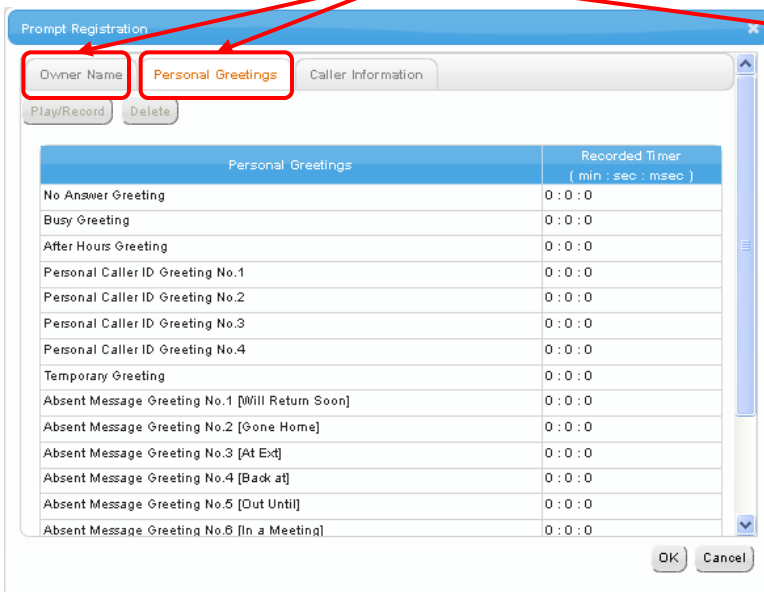 Prompt Registration
Owner Name Personal Greetings Caller Information
Play/Record Delete
Personal Greetings Recorded Timer
( min : sec : msec )
No Answer Greeting 0 : 0 : 0
Busy Greeting 0 : 0 : 0
After Hours Greeting 0 : 0 : 0
Personal Caller ID Greeting No.1 0 : 0 : 0
Personal Caller ID Greeting No.2 0 : 0 : 0
Personal Caller ID Greeting No.3 0 : 0 : 0
Personal Caller ID Greeting No.4 0 : 0 : 0
Temporary Greeting 0 : 0 : 0
Absent Message Greeting No.1 [Will Return Soon] 0 : 0 : 0
Absent Message Greeting No.2 [Gone Home] 0 : 0 : 0
Absent Message Greeting No.3 [At Ext] 0 : 0 : 0
Absent Message Greeting No.4 [Back at] 0 : 0 : 0
Absent Message Greeting No.5 [Out Until] 0 : 0 : 0
Absent Message Greeting No.6 [In a Meeting] 0 : 0 : 0
OK Cancel